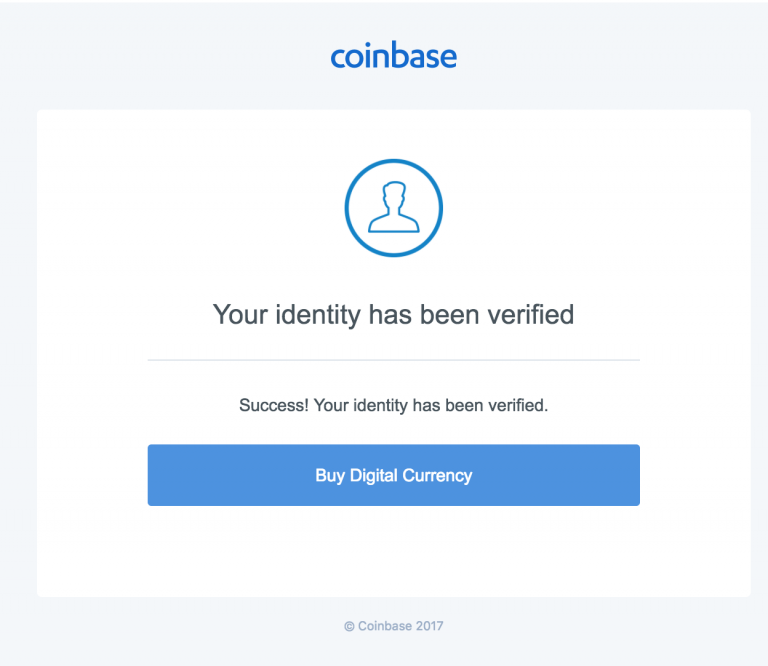 coinbase
Your identity has been verified
Success! Your identity has been verified.
Buy Digital Currency
© Coinbase 2017